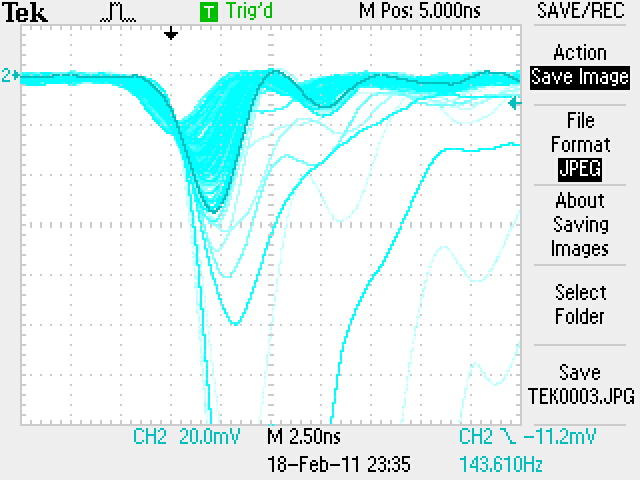 Tek T Trig'd M Pos: 5.000ns SAVE/REC
Action
Save Image
File
Format
JPEG
About
Saving
Images
Select
Folder
Save
TEK0003.JPG
2
CH2 20.0mV M 2.50ns CH2 \ −11.2mV
18-Feb-11 23:35 143.610Hz